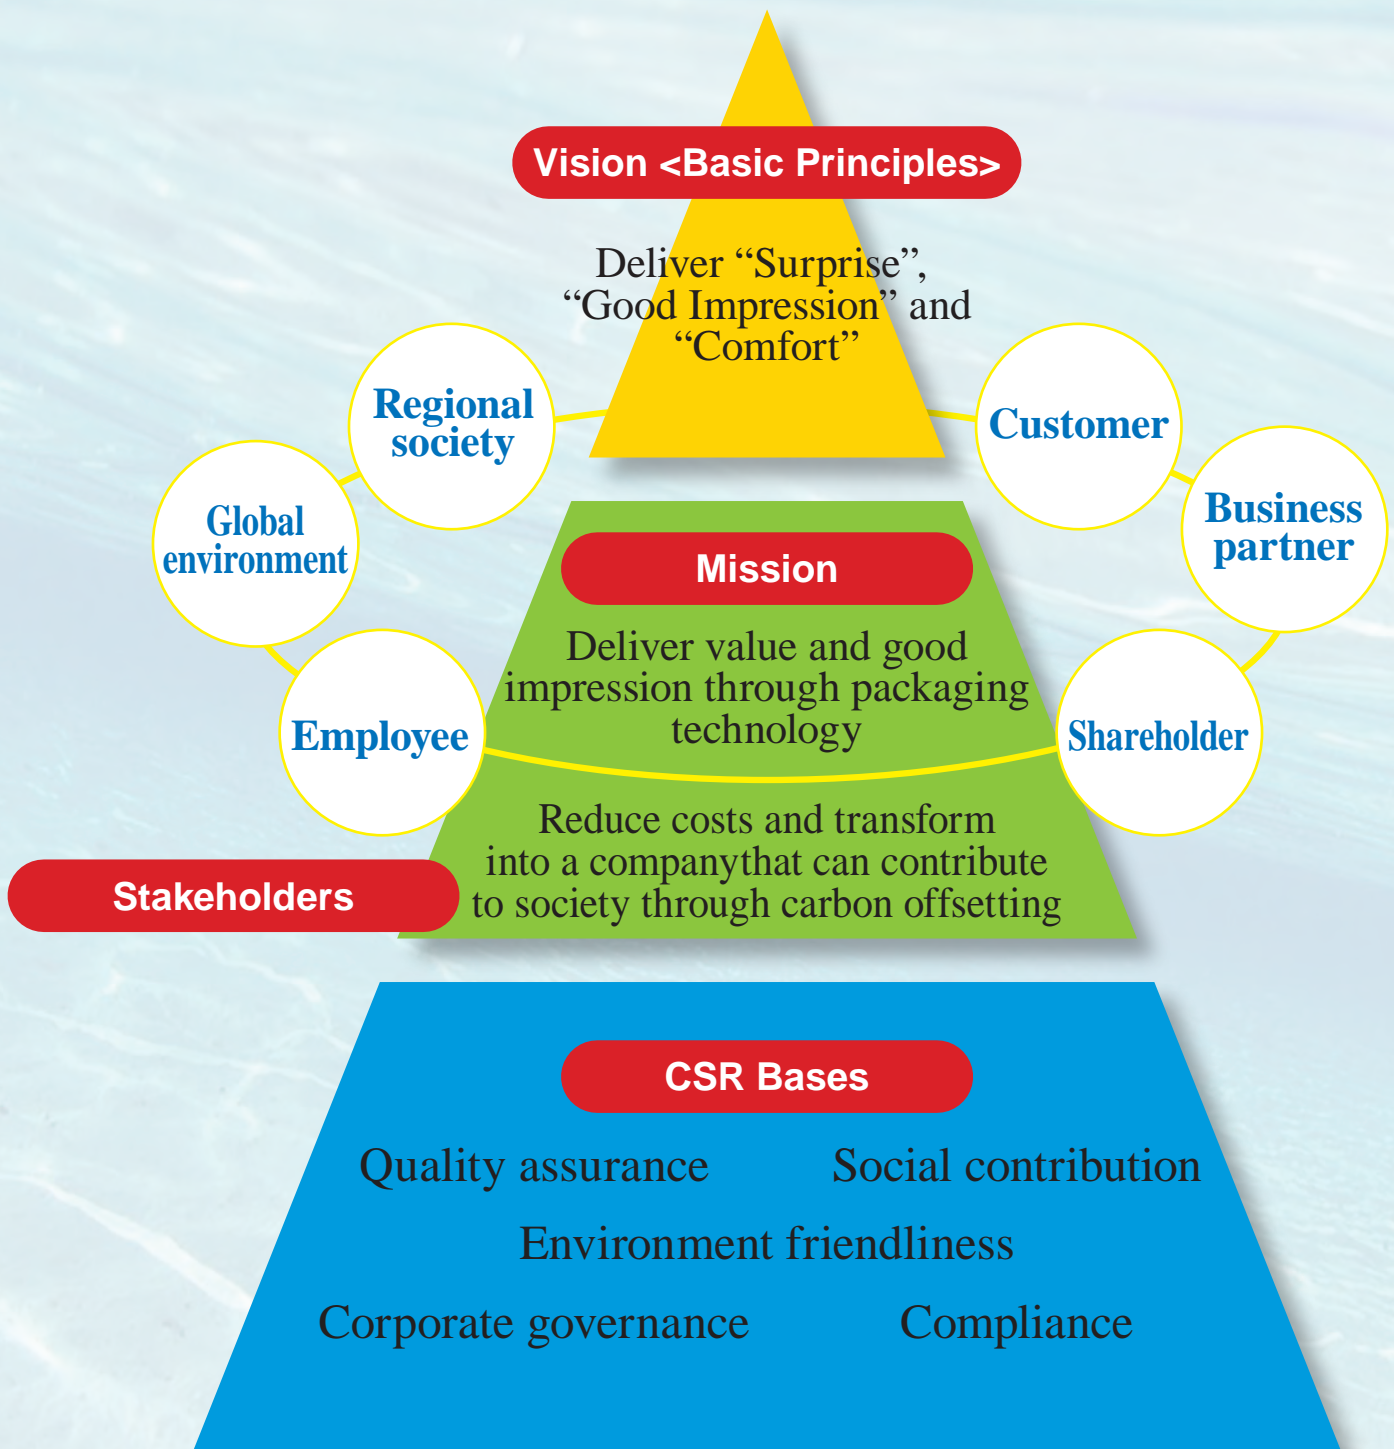 Vision <Basic Principles>
Deliver “Surprise”,
“Good Impression” and
“Comfort”
Regional
society
Customer
Global
environment
Business
partner
Mission
Deliver value and good
impression through packaging
technology
Employee
Shareholder
Reduce costs and transform
into a companythat can contribute
to society through carbon offsetting
Stakeholders
CSR Bases
Quality assurance
Social contribution
Environment friendliness
Corporate governance
Compliance